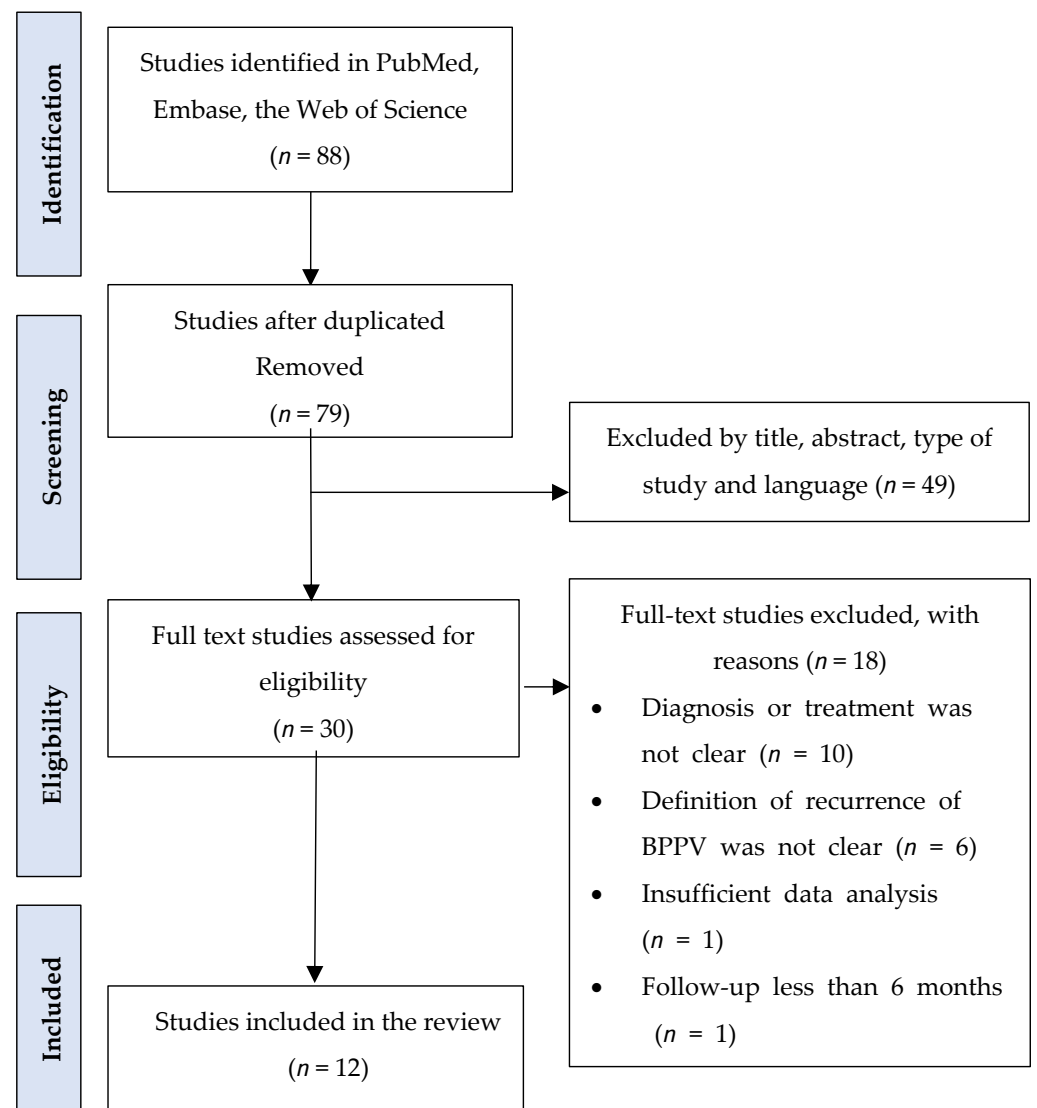 Identification
Studies identified in PubMed,
Embase, the Web of Science
(n = 88)
Screening
Studies after duplicated
Removed
(n = 79)
Excluded by title, abstract, type of
study and language (n = 49)
Eligibility
Full text studies assessed for
eligibility
(n = 30)
Full-text studies excluded, with
reasons (n = 18)
• Diagnosis or treatment was
not clear (n = 10)
• Definition of recurrence of
BPPV was not clear (n = 6)
• Insufficient data analysis
(n = 1)
• Follow-up less than 6 months
(n = 1)
Included
Studies included in the review
(n = 12)